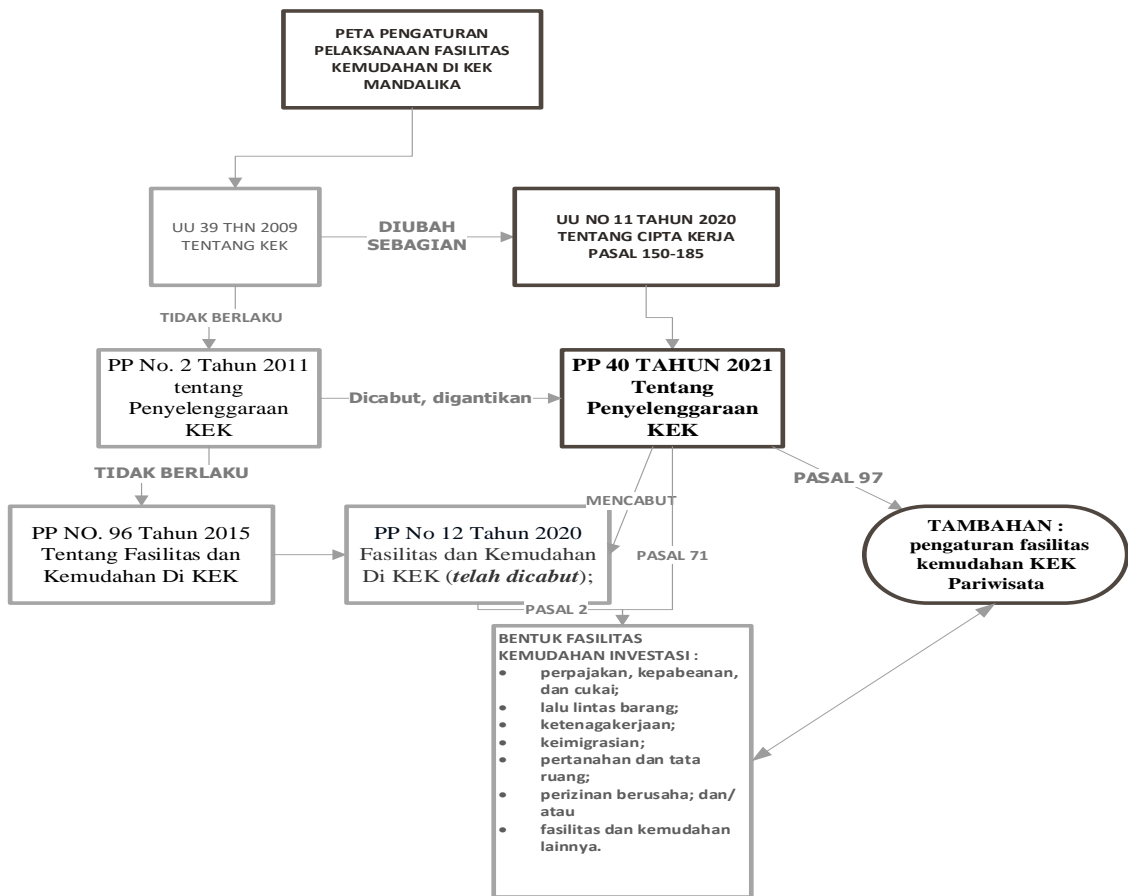 PETA PENGATURAN
PELAKSANAAN FASILITAS
KEMUDAHAN DI KEK
MANDALIKA
UU 39 THN 2009
TENTANG KEK
DIUBAH
SEBAGIAN
UU NO 11 TAHUN 2020
TENTANG CIPTA KERJA
PASAL 150-185
TIDAK BERLAKU
PP No. 2 Tahun 2011
tentang
Penyelenggaraan
KEK
Dicabut, digantikan
PP 40 TAHUN 2021
Tentang
Penyelenggaraan
KEK
TIDAK BERLAKU
PASAL 97
MENCABUT
PP NO. 96 Tahun 2015
Tentang Fasilitas dan
Kemudahan Di KEK
PP No 12 Tahun 2020
Fasilitas dan Kemudahan
Di KEK (telah dicabut);
PASAL 71
TAMBAHAN :
pengaturan fasilitas
kemudahan KEK
Pariwisata
PASAL 2
BENTUK FASILITAS
KEMUDAHAN INVESTASI :
• perpajakan, kepabeanan,
dan cukai;
• lalu lintas barang;
• ketenagakerjaan;
• keimigrasian;
• pertanahan dan tata
ruang;
• perizinan berusaha; dan/
atau
• fasilitas dan kemudahan
lainnya.